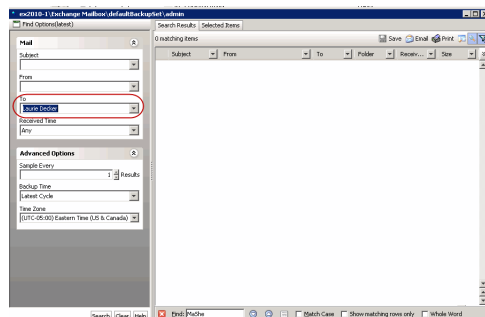 ex2010-1\Exchange Mailbox\defaultBackupSet\admin
Find Options(latest)
Search Results Selected Items
0 matching items
Save Email Print
Subject From To Folder Receiv... Size
Mail
Subject
From
To
Laurie Decker
Received Time
Any
Advanced Options
Sample Every
1 Results
Backup Time
Latest Cycle
Time Zone
(UTC-05:00) Eastern Time (US & Canada)
Search Clear Help
Find: MaShe Match Case Show matching rows only Whole Word